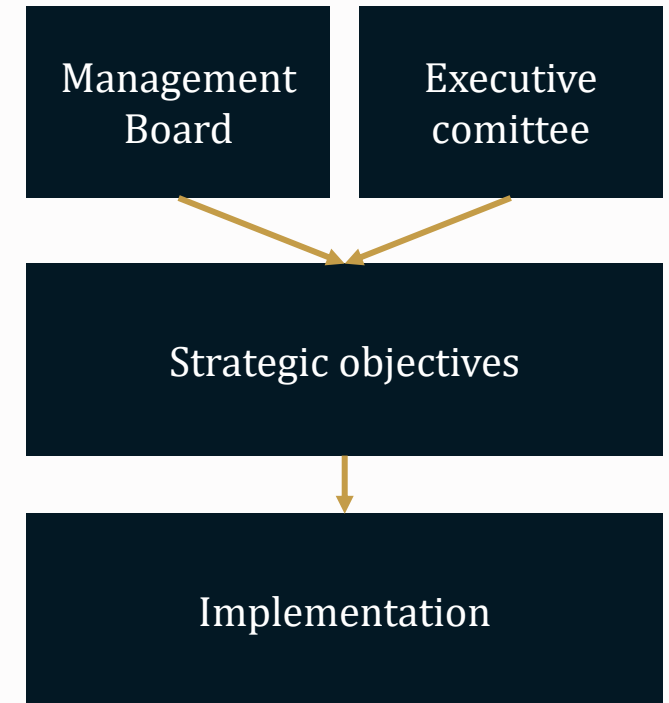 Management
Board
Executive
comittee
Strategic objectives
Implementation